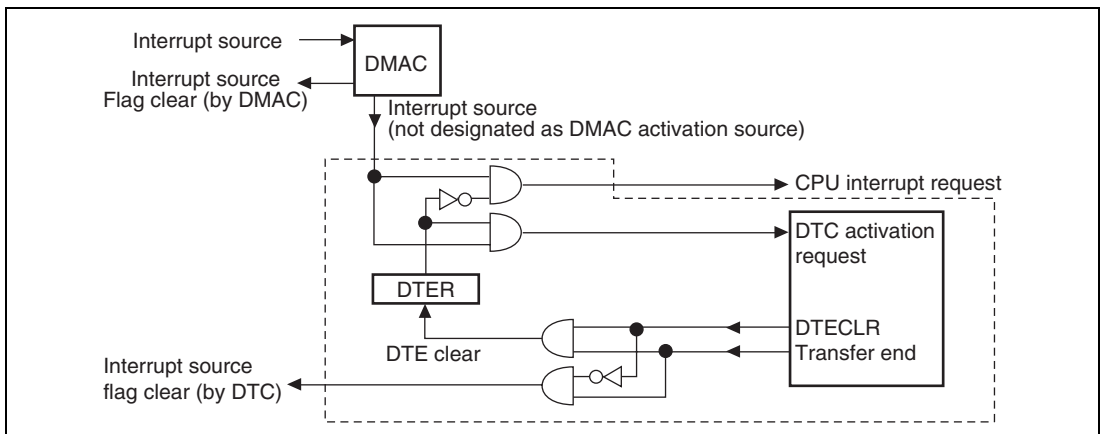 Interrupt source
DMAC
Interrupt source
Flag clear (by DMAC)
Interrupt source
(not designated as DMAC activation source)
CPU interrupt request
DTC activation
request
DTER
DTECLR
DTE clear
Transfer end
Interrupt source
flag clear (by DTC)